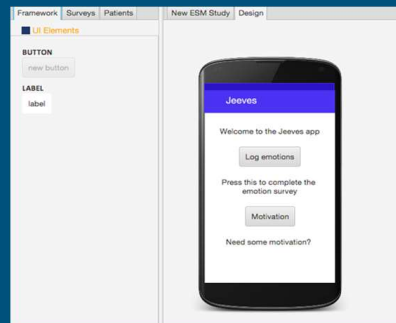 Framework Surveys Patients
New ESM Study Design
UI Elements
BUTTON
new button
LABEL
label
Jeeves
Welcome to the Jeeves app
Log emotions
Press this to complete the
emotion survey
Motivation
Need some motivation?